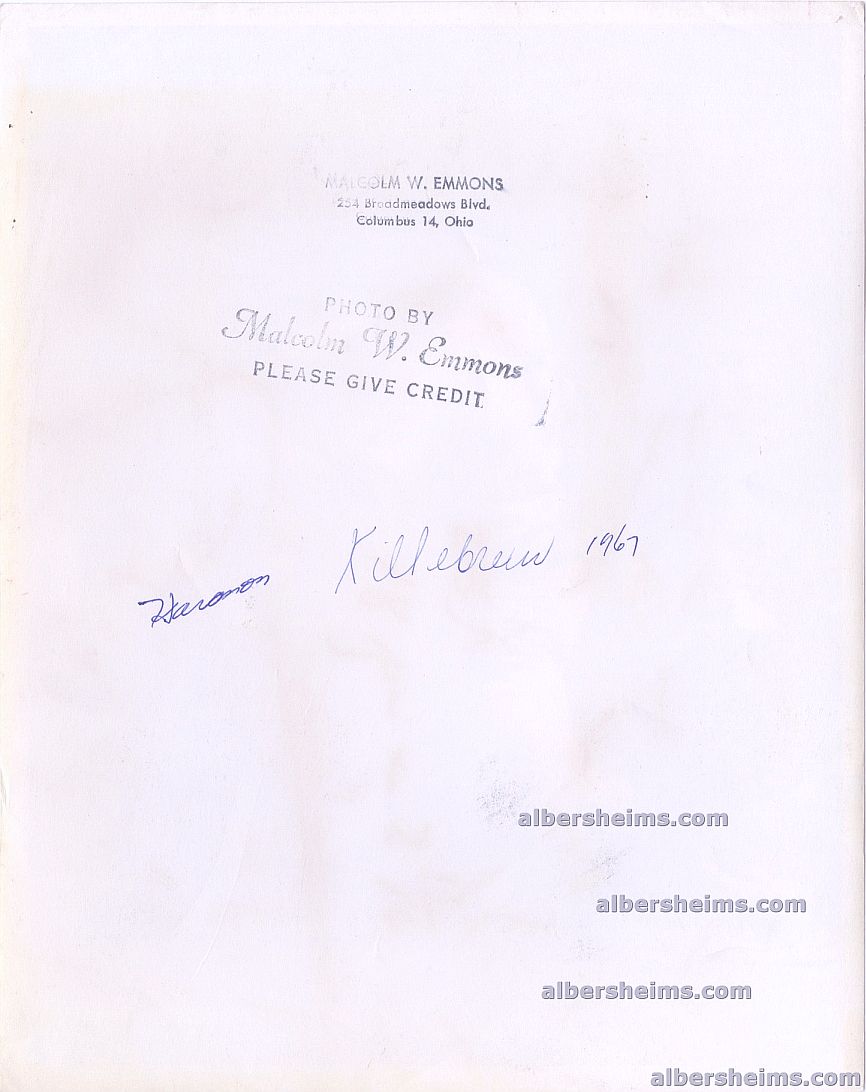 MALCOLM W. EMMONS
254 Broadmeadows Blvd.
Columbus 14, Ohio
PHOTO BY
Malcolm W. Emmons
PLEASE GIVE CREDIT
Haromon Killebrew 1967
albersheims.com
albersheims.com
albersheims.com
albersheims.com